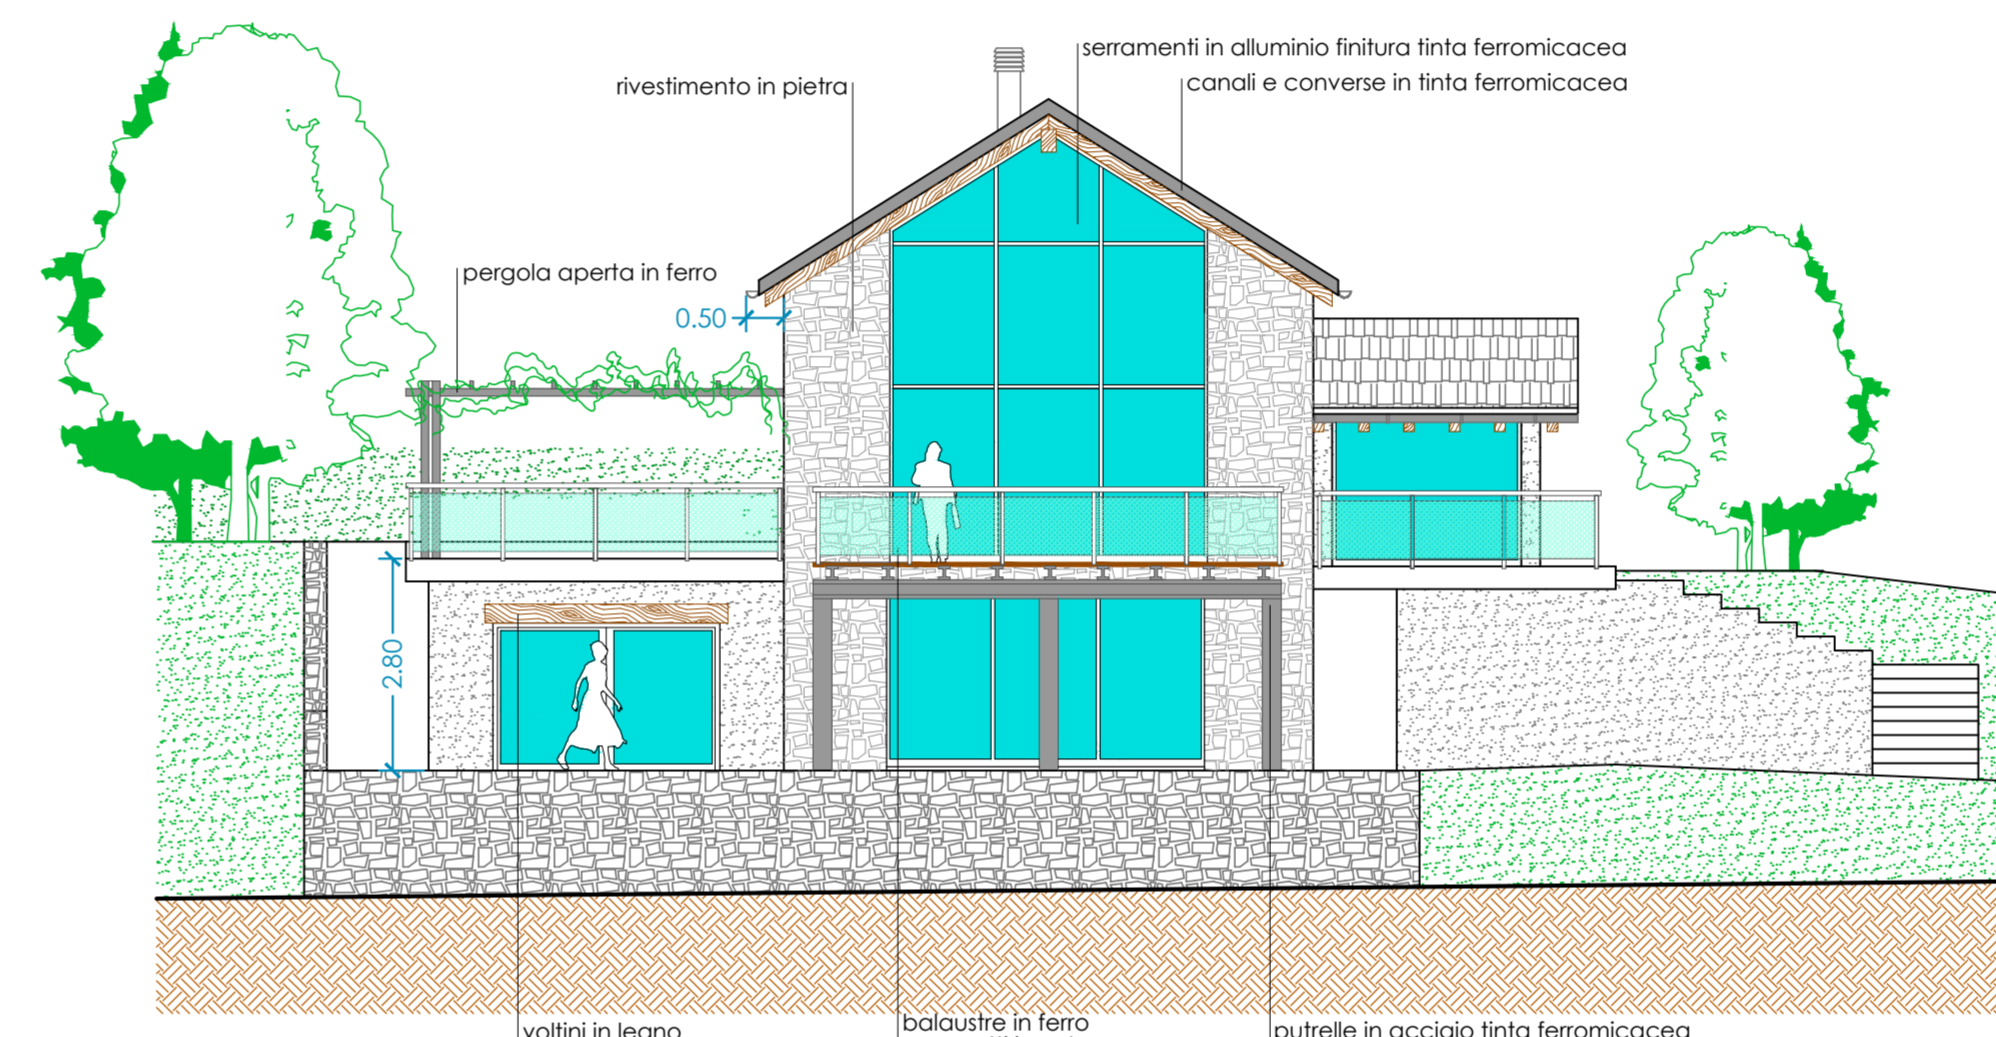 serramenti in alluminio finitura tinta ferromicacea
canali e converse in tinta ferromicacea
rivestimento in pietra
pergola aperta in ferro
0.50
2.80
voltini in legno
balaustre in ferro
putrelle in acciaio tinta ferromicacea